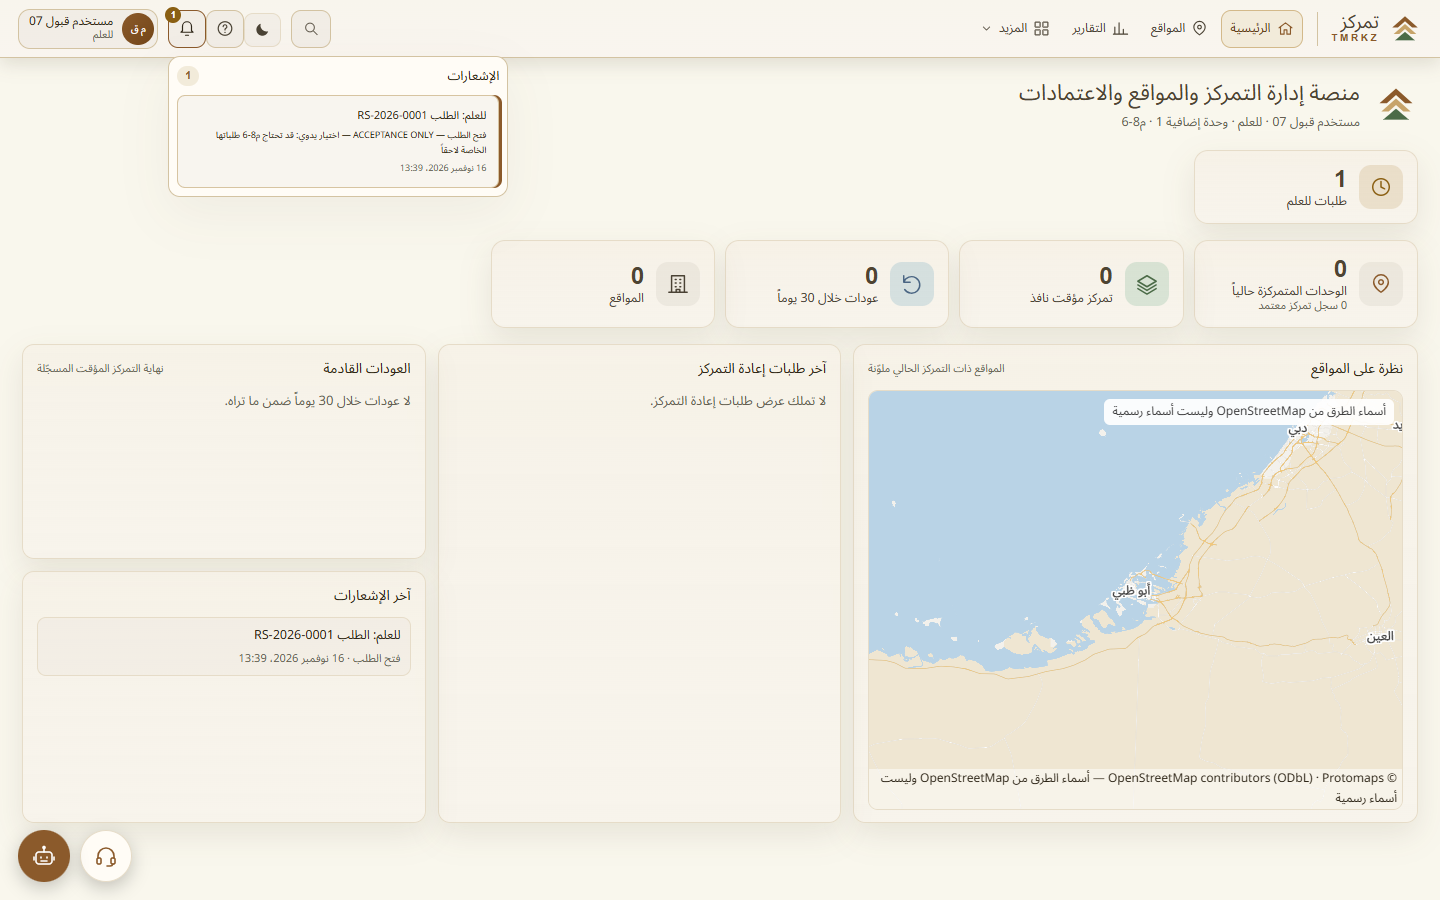 تمركز
TMRKZ
الرئيسية
المواقع
التقارير
المزيد
1
م ق
مستخدم قبول 07
للعلم
الإشعارات
1
للعلم: الطلب RS-2026-0001
فتح الطلب — ACCEPTANCE ONLY — اختبار يدوي: قد تحتاج م8-6 طلباتها
الخاصة لاحقاً
16 نوفمبر 2026، 13:39
منصة إدارة التمركز والمواقع والاعتمادات
مستخدم قبول 07 · للعلم · وحدة إضافية 1 · م8-6
1
طلبات للعلم
0
الوحدات المتمركزة حالياً
0 سجل تمركز معتمد
0
تمركز مؤقت نافذ
0
عودات خلال 30 يوماً
0
المواقع
نظرة على المواقع
المواقع ذات التمركز الحالي ملوّنة
أسماء الطرق من OpenStreetMap وليست أسماء رسمية
يد
دبي
أبو ظبي
العين
© OpenStreetMap contributors (ODbL) · Protomaps — أسماء الطرق من OpenStreetMap وليست
أسماء رسمية
آخر طلبات إعادة التمركز
لا تملك عرض طلبات إعادة التمركز.
العودات القادمة
نهاية التمركز المؤقت المسجّلة
لا عودات خلال 30 يوماً ضمن ما تراه.
آخر الإشعارات
للعلم: الطلب RS-2026-0001
فتح الطلب · 16 نوفمبر 2026، 13:39